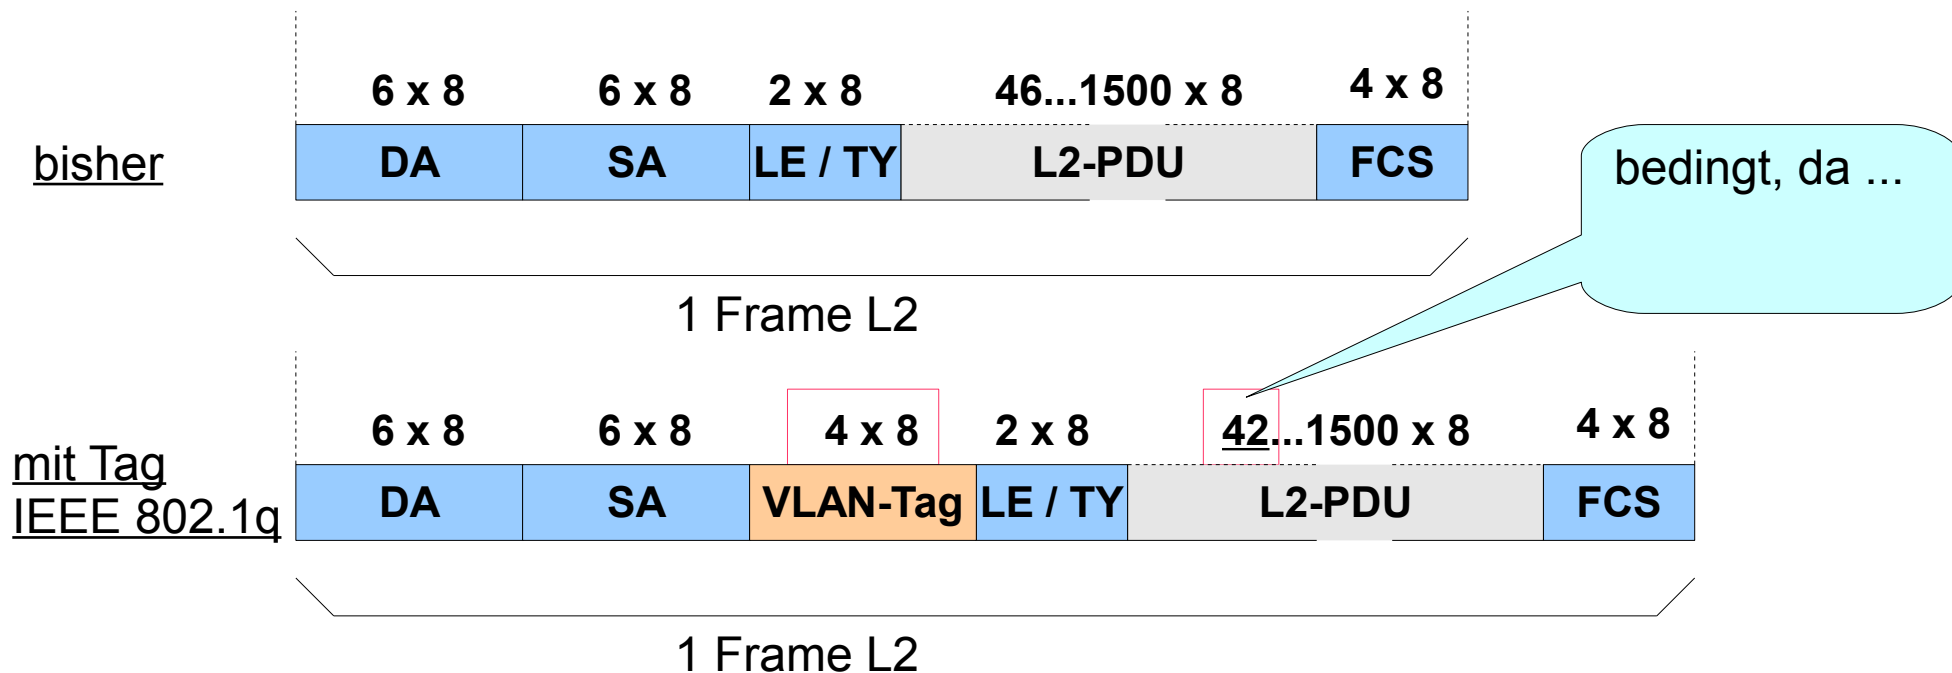 6 x 8 6 x 8 2 x 8 46...1500 x 8 4 x 8
bisher DA SA LE / TY L2-PDU FCS
bedingt, da ...
1 Frame L2
6 x 8 6 x 8 4 x 8 2 x 8 42...1500 x 8 4 x 8
mit Tag
IEEE 802.1q
DA SA VLAN-Tag LE / TY L2-PDU FCS
1 Frame L2